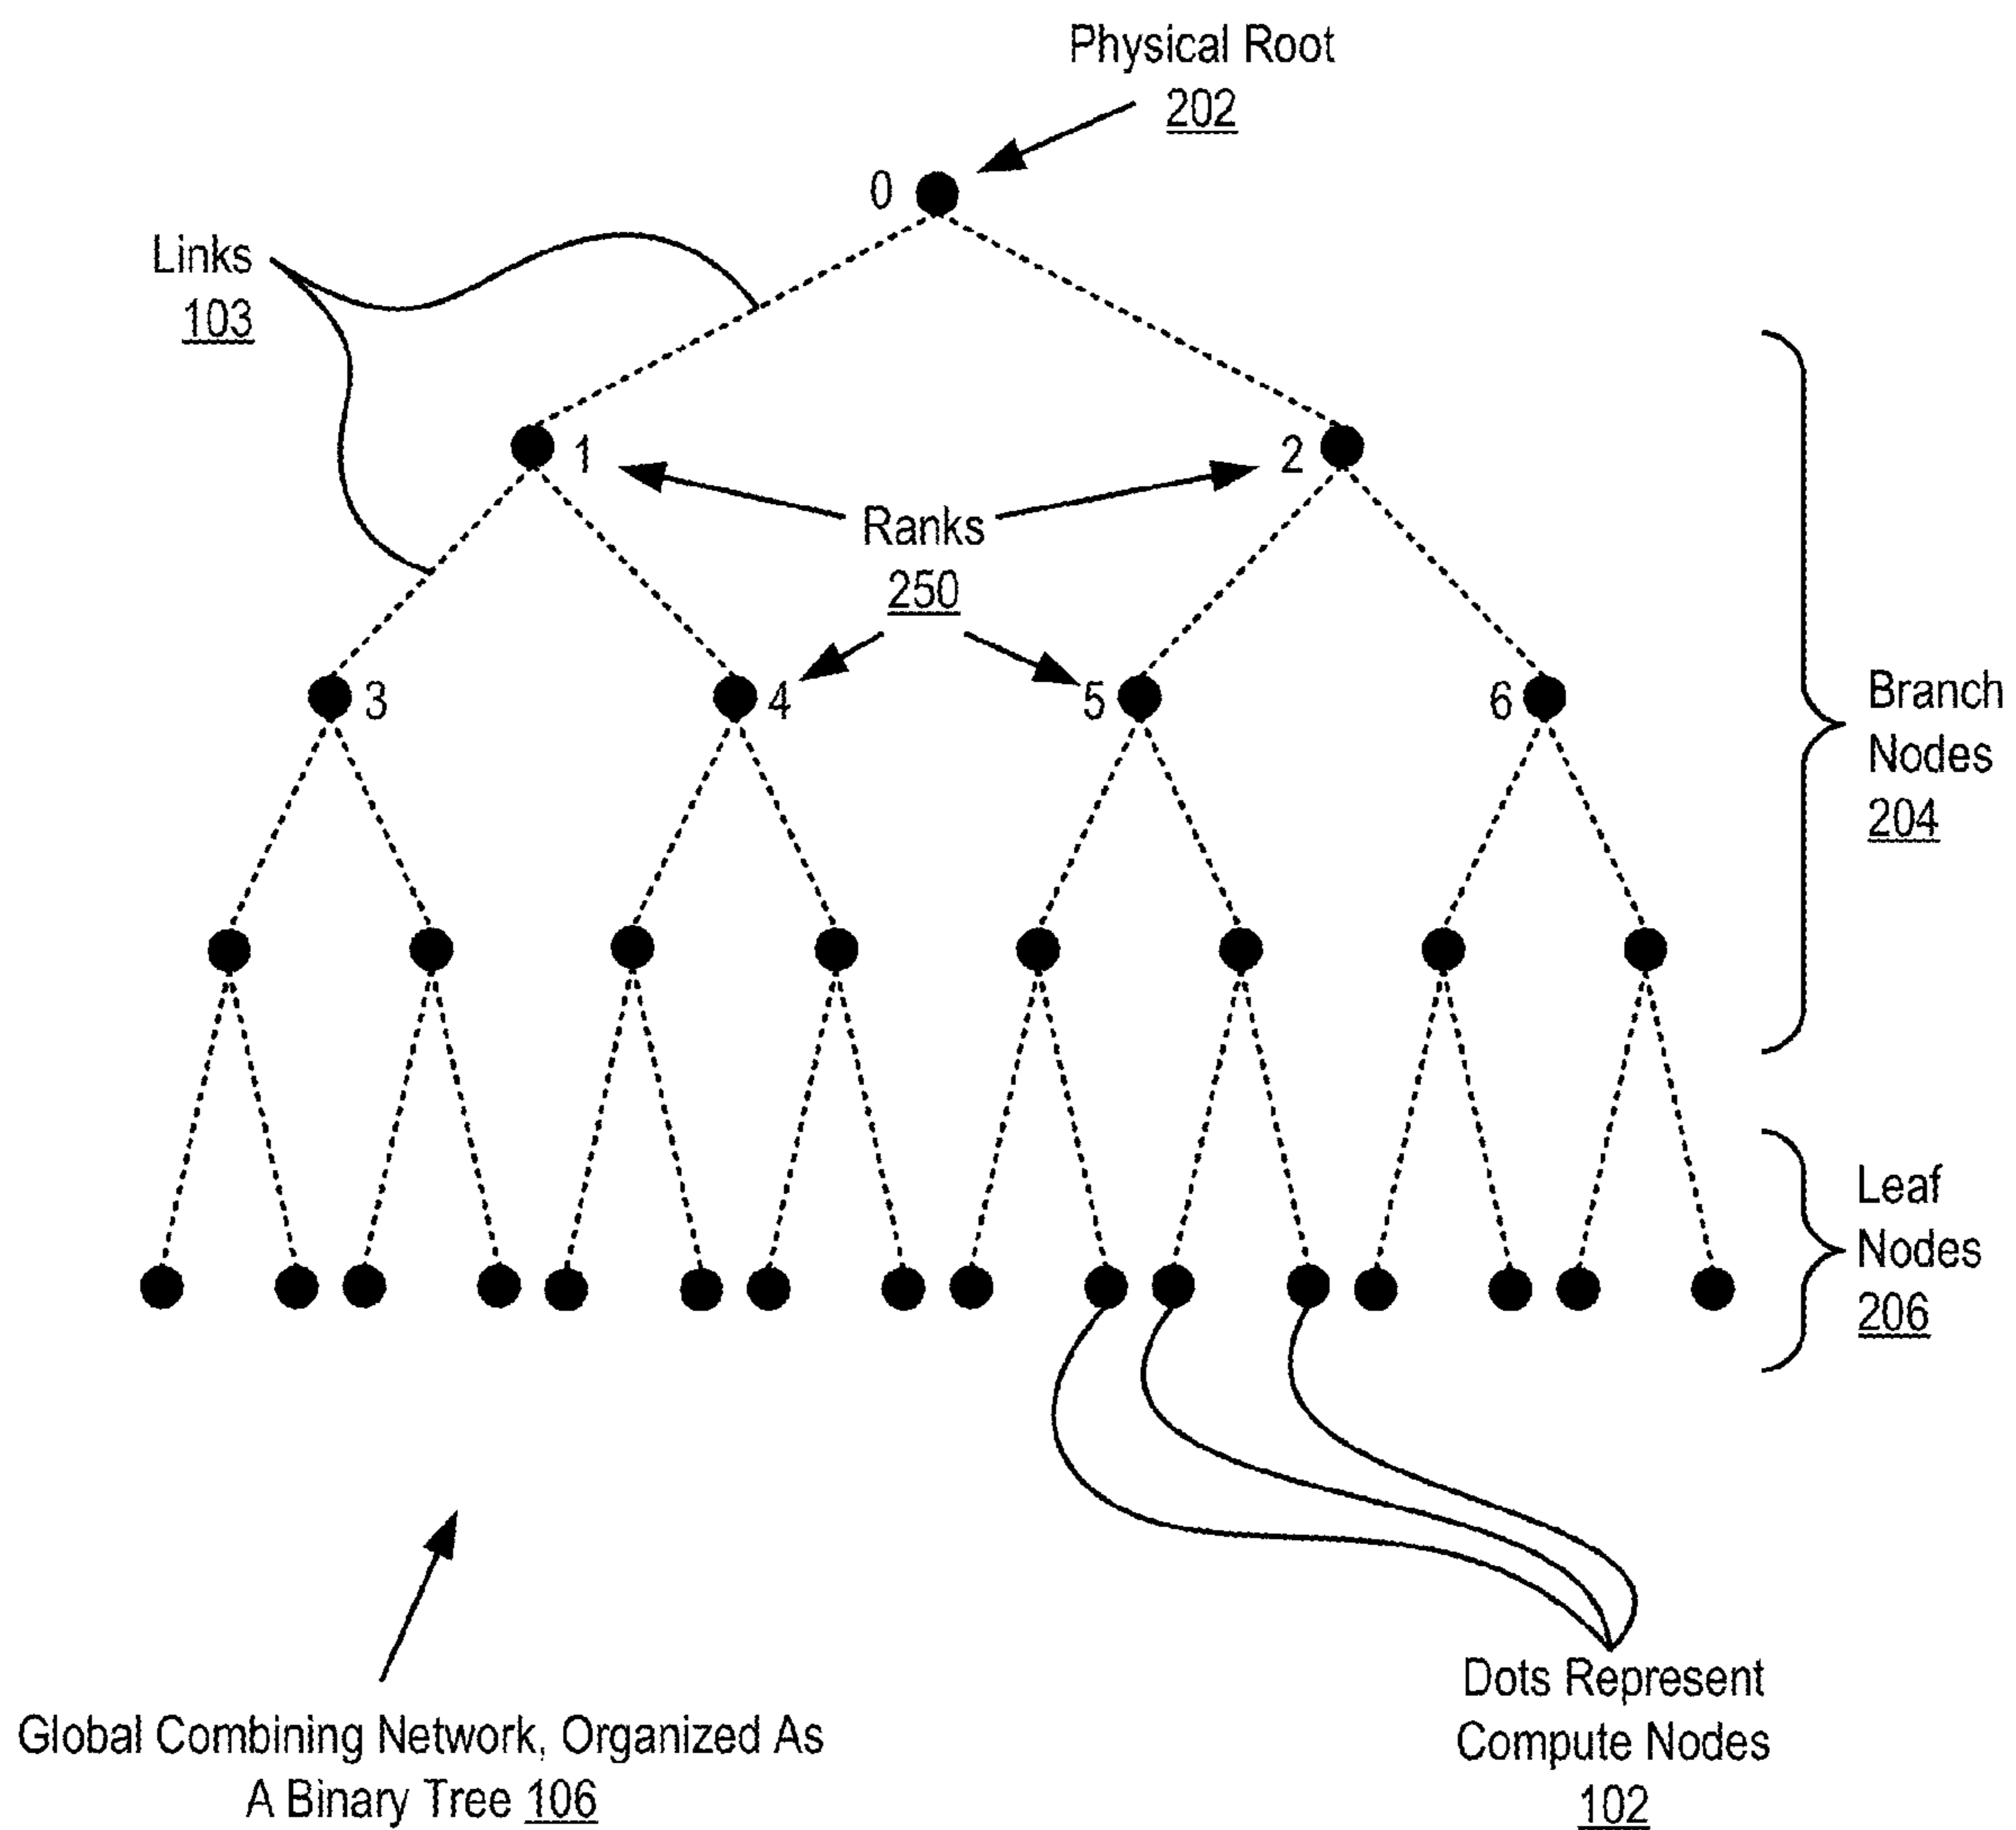 Physical Root
202
0
Links
103
1
2
Ranks
250
3
4
5
6
Branch
Nodes
204
Leaf
Nodes
206
Global Combining Network, Organized As
A Binary Tree 106
Dots Represent
Compute Nodes
102